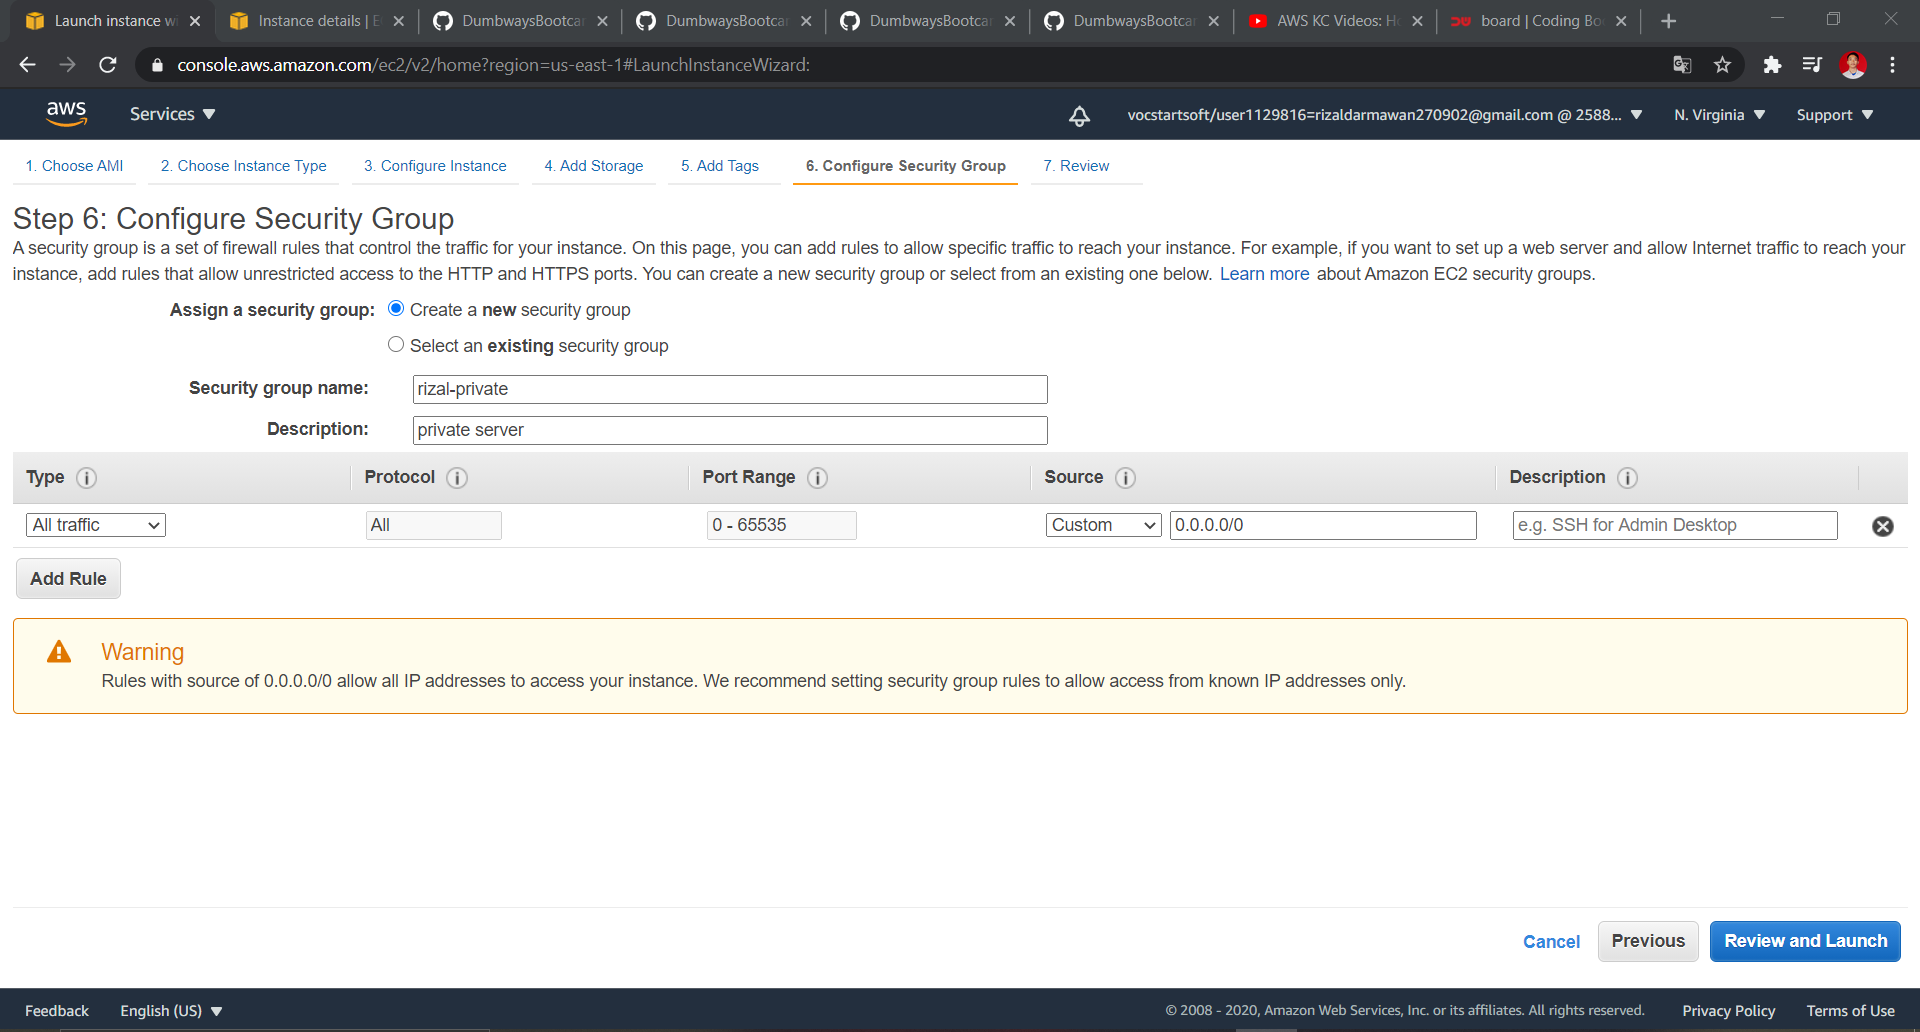 Launch instance wi
Instance details | E
DumbwaysBootcam
DumbwaysBootcam
DumbwaysBootcam
DumbwaysBootcam
AWS KC Videos: Ho
board | Coding Bo
console.aws.amazon.com/ec2/v2/home?region=us-east-1#LaunchInstanceWizard:
aws
Services
vocstartsoft/user1129816=rizaldarmawan270902@gmail.com @ 2588...
N. Virginia
Support
1. Choose AMI
2. Choose Instance Type
3. Configure Instance
4. Add Storage
5. Add Tags
6. Configure Security Group
7. Review
Step 6: Configure Security Group
A security group is a set of firewall rules that control the traffic for your instance. On this page, you can add rules to allow specific traffic to reach your instance. For example, if you want to set up a web server and allow Internet traffic to reach your
instance, add rules that allow unrestricted access to the HTTP and HTTPS ports. You can create a new security group or select from an existing one below. Learn more about Amazon EC2 security groups.
Assign a security group:
Create a new security group
Select an existing security group
Security group name:
rizal-private
Description:
private server
Type
Protocol
Port Range
Source
Description
All traffic
All
0 - 65535
Custom
0.0.0.0/0
e.g. SSH for Admin Desktop
Add Rule
Warning
Rules with source of 0.0.0.0/0 allow all IP addresses to access your instance. We recommend setting security group rules to allow access from known IP addresses only.
Cancel
Previous
Review and Launch
Feedback
English (US)
© 2008 - 2020, Amazon Web Services, Inc. or its affiliates. All rights reserved.
Privacy Policy
Terms of Use